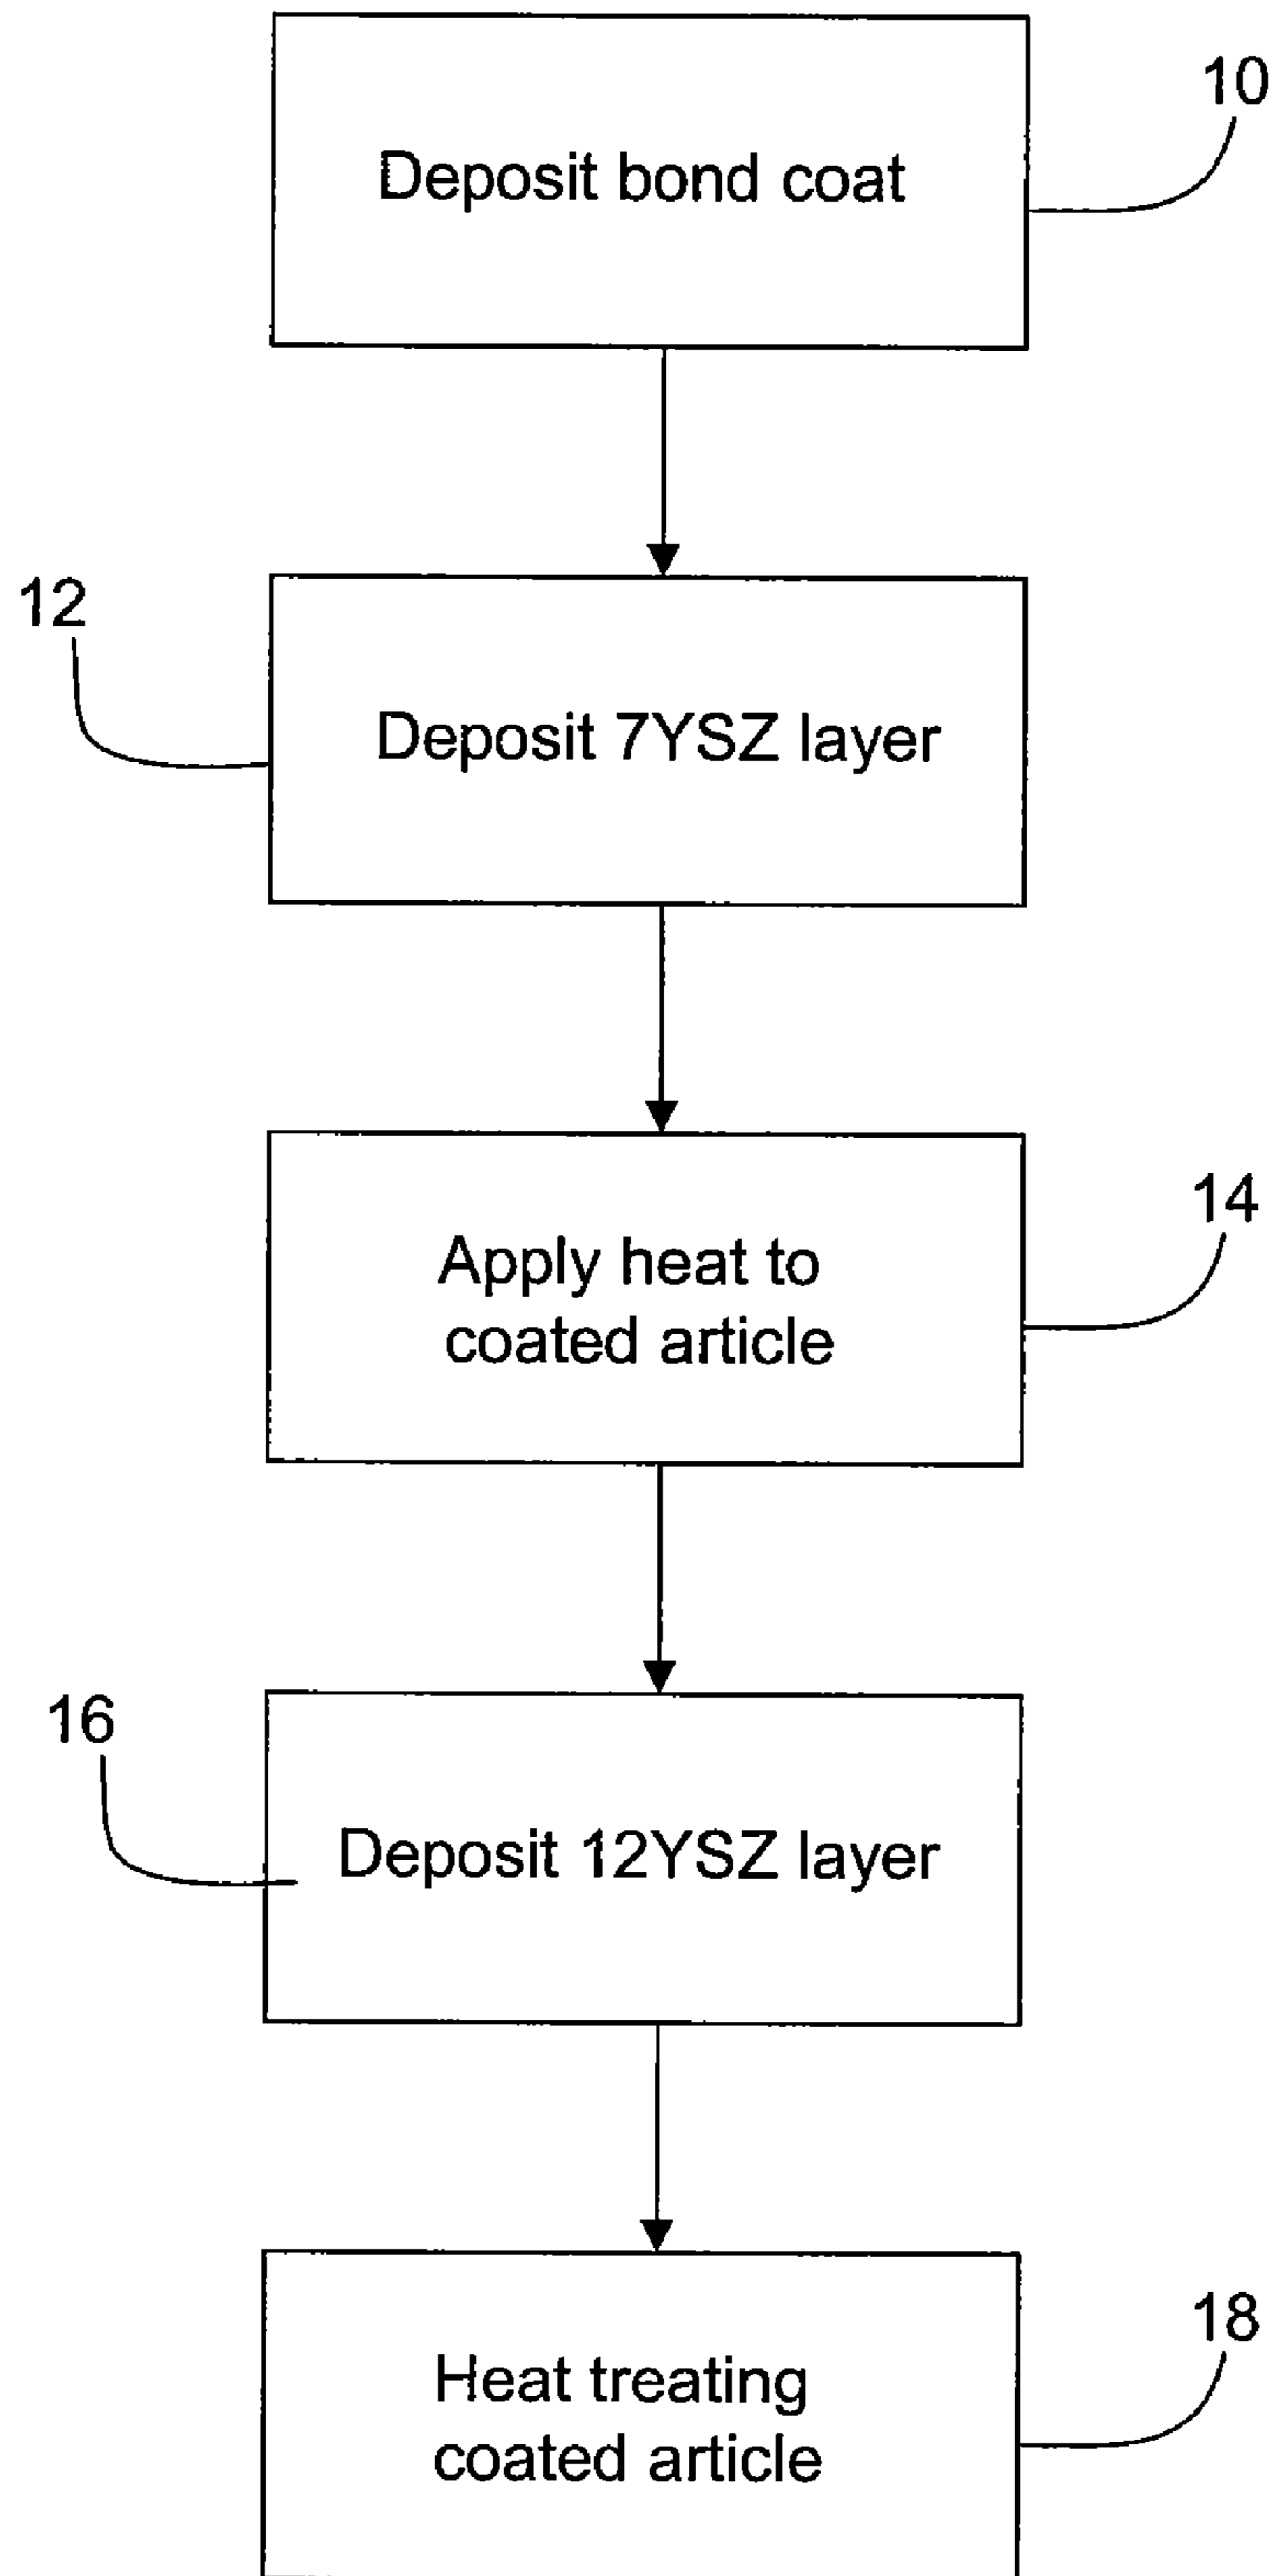 Deposit bond coat
10
12
Deposit 7YSZ layer
Apply heat to
coated article
14
16
Deposit 12YSZ layer
Heat treating
coated article
18